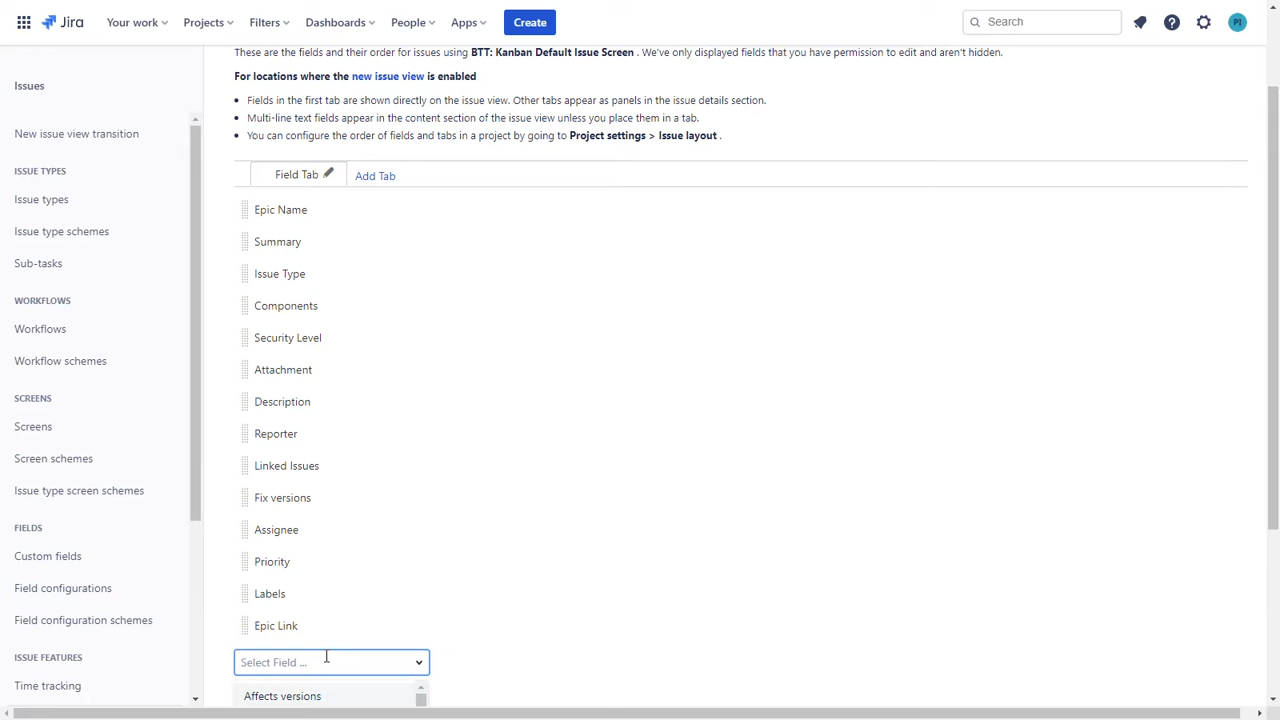 Jira
Your work
Projects
Filters
Dashboards
People
Apps
Create
Search
PI
These are the fields and their order for issues using BTT: Kanban Default Issue Screen . We've only displayed fields that you have permission to edit and aren't hidden.
For locations where the new issue view is enabled
Fields in the first tab are shown directly on the issue view. Other tabs appear as panels in the issue details section.
Multi-line text fields appear in the content section of the issue view unless you place them in a tab.
You can configure the order of fields and tabs in a project by going to Project settings > Issue layout .
Issues
New issue view transition
ISSUE TYPES
Issue types
Issue type schemes
Sub-tasks
WORKFLOWS
Workflows
Workflow schemes
SCREENS
Screens
Screen schemes
Issue type screen schemes
FIELDS
Custom fields
Field configurations
Field configuration schemes
ISSUE FEATURES
Time tracking
Field Tab
Add Tab
Epic Name
Summary
Issue Type
Components
Security Level
Attachment
Description
Reporter
Linked Issues
Fix versions
Assignee
Priority
Labels
Epic Link
Select Field ...
Affects versions